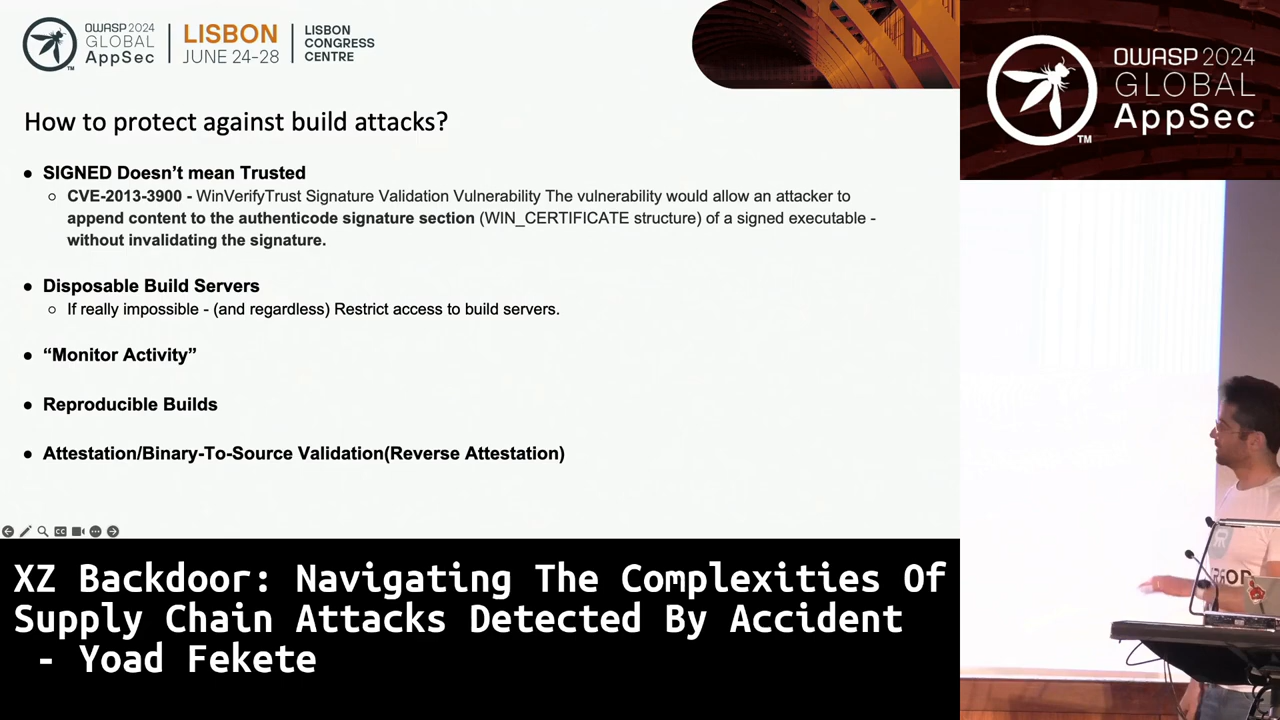 OWASP 2024
GLOBAL
AppSec
TM
LISBON
JUNE 24-28
LISBON
CONGRESS
CENTRE
OWASP 2024
GLOBAL
AppSec
TM
How to protect against build attacks?
● SIGNED Doesn’t mean Trusted
○ CVE-2013-3900 - WinVerifyTrust Signature Validation Vulnerability The vulnerability would allow an attacker to
append content to the authenticode signature section (WIN_CERTIFICATE structure) of a signed executable -
without invalidating the signature.
● Disposable Build Servers
○ If really impossible - (and regardless) Restrict access to build servers.
● “Monitor Activity”
● Reproducible Builds
● Attestation/Binary-To-Source Validation(Reverse Attestation)
CC
XZ Backdoor: Navigating The Complexities Of
Supply Chain Attacks Detected By Accident
- Yoad Fekete